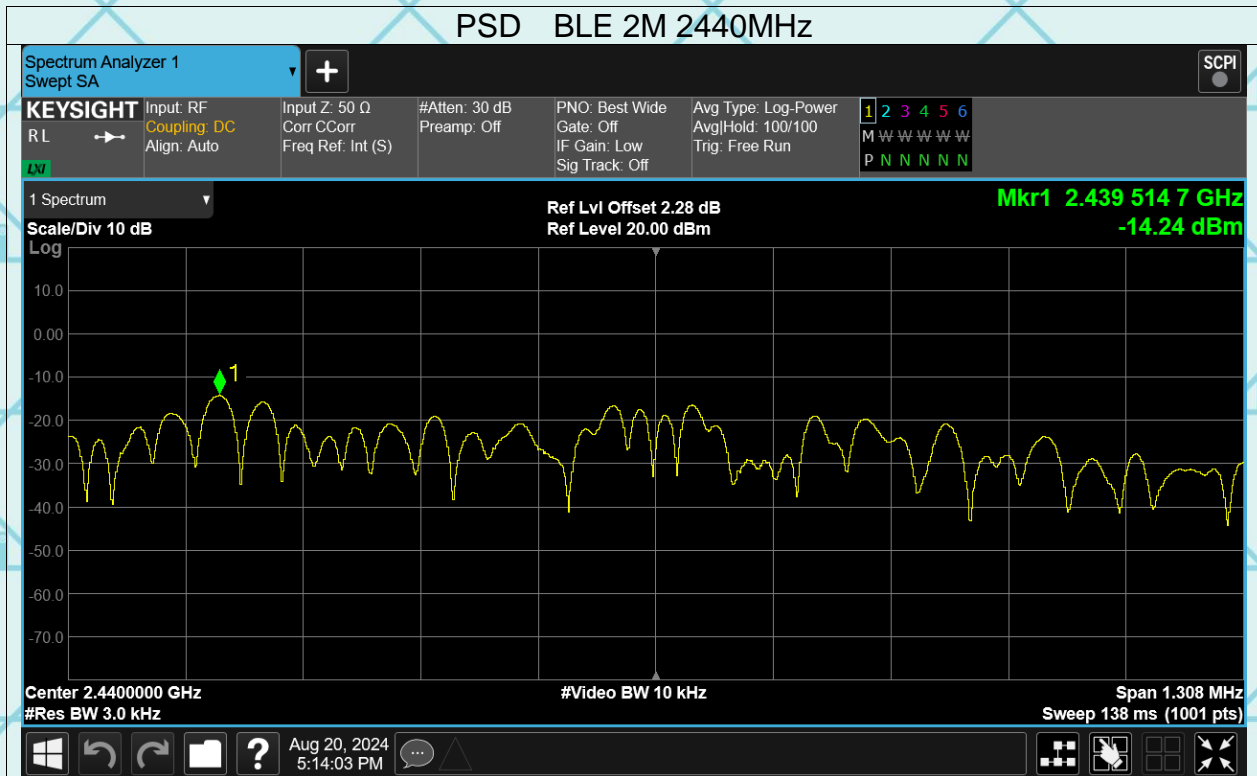 PSD BLE 2M 2440MHz
Spectrum Analyzer 1
Swept SA
+
SCPI
KEYSIGHT
R L
LXI
Input: RF
Coupling: DC
Align: Auto
Input Z: 50 Ω
Corr CCorr
Freq Ref: Int (S)
#Atten: 30 dB
Preamp: Off
PNO: Best Wide
Gate: Off
IF Gain: Low
Sig Track: Off
Avg Type: Log-Power
Avg|Hold: 100/100
Trig: Free Run
1 2 3 4 5 6
M W W W W W
P N N N N N
1 Spectrum
Scale/Div 10 dB
Log
Ref Lvl Offset 2.28 dB
Ref Level 20.00 dBm
Mkr1 2.439 514 7 GHz
-14.24 dBm
10.0
0.00
-10.0
-20.0
-30.0
-40.0
-50.0
-60.0
-70.0
1
Center 2.4400000 GHz
#Res BW 3.0 kHz
#Video BW 10 kHz
Span 1.308 MHz
Sweep 138 ms (1001 pts)
?
Aug 20, 2024
5:14:03 PM